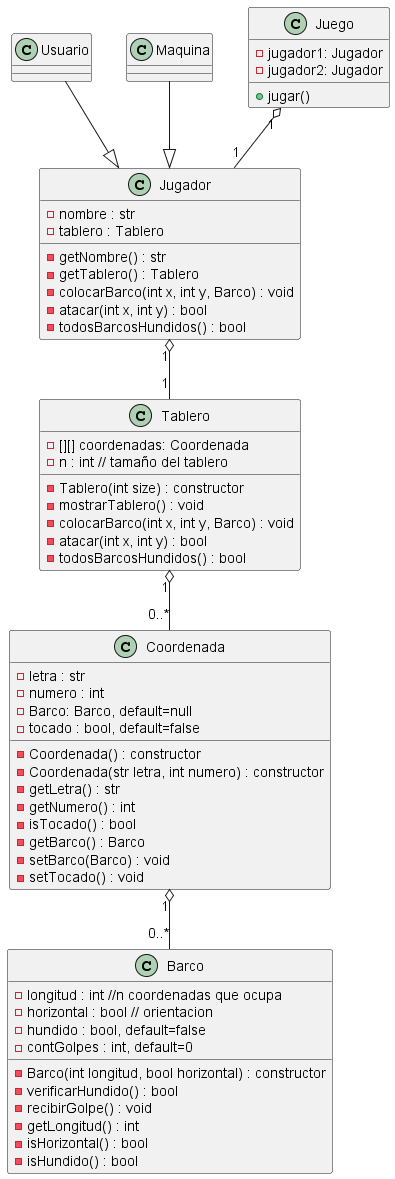 C Usuario
C Maquina
C Juego
jugador1: Jugador
jugador2: Jugador
jugar()
1
1
C Jugador
nombre : str
tablero : Tablero
getNombre() : str
getTablero() : Tablero
colocarBarco(int x, int y, Barco) : void
atacar(int x, int y) : bool
todosBarcosHundidos() : bool
1
1
C Tablero
[][] coordenadas: Coordenada
n : int // tamaño del tablero
Tablero(int size) : constructor
mostrarTablero() : void
colocarBarco(int x, int y, Barco) : void
atacar(int x, int y) : bool
todosBarcosHundidos() : bool
1
0..*
C Coordenada
letra : str
numero : int
Barco: Barco, default=null
tocado : bool, default=false
Coordenada() : constructor
Coordenada(str letra, int numero) : constructor
getLetra() : str
getNumero() : int
isTocado() : bool
getBarco() : Barco
setBarco(Barco) : void
setTocado() : void
1
0..*
C Barco
longitud : int //n coordenadas que ocupa
horizontal : bool // orientacion
hundido : bool, default=false
contGolpes : int, default=0
Barco(int longitud, bool horizontal) : constructor
verificarHundido() : bool
recibirGolpe() : void
getLongitud() : int
isHorizontal() : bool
isHundido() : bool